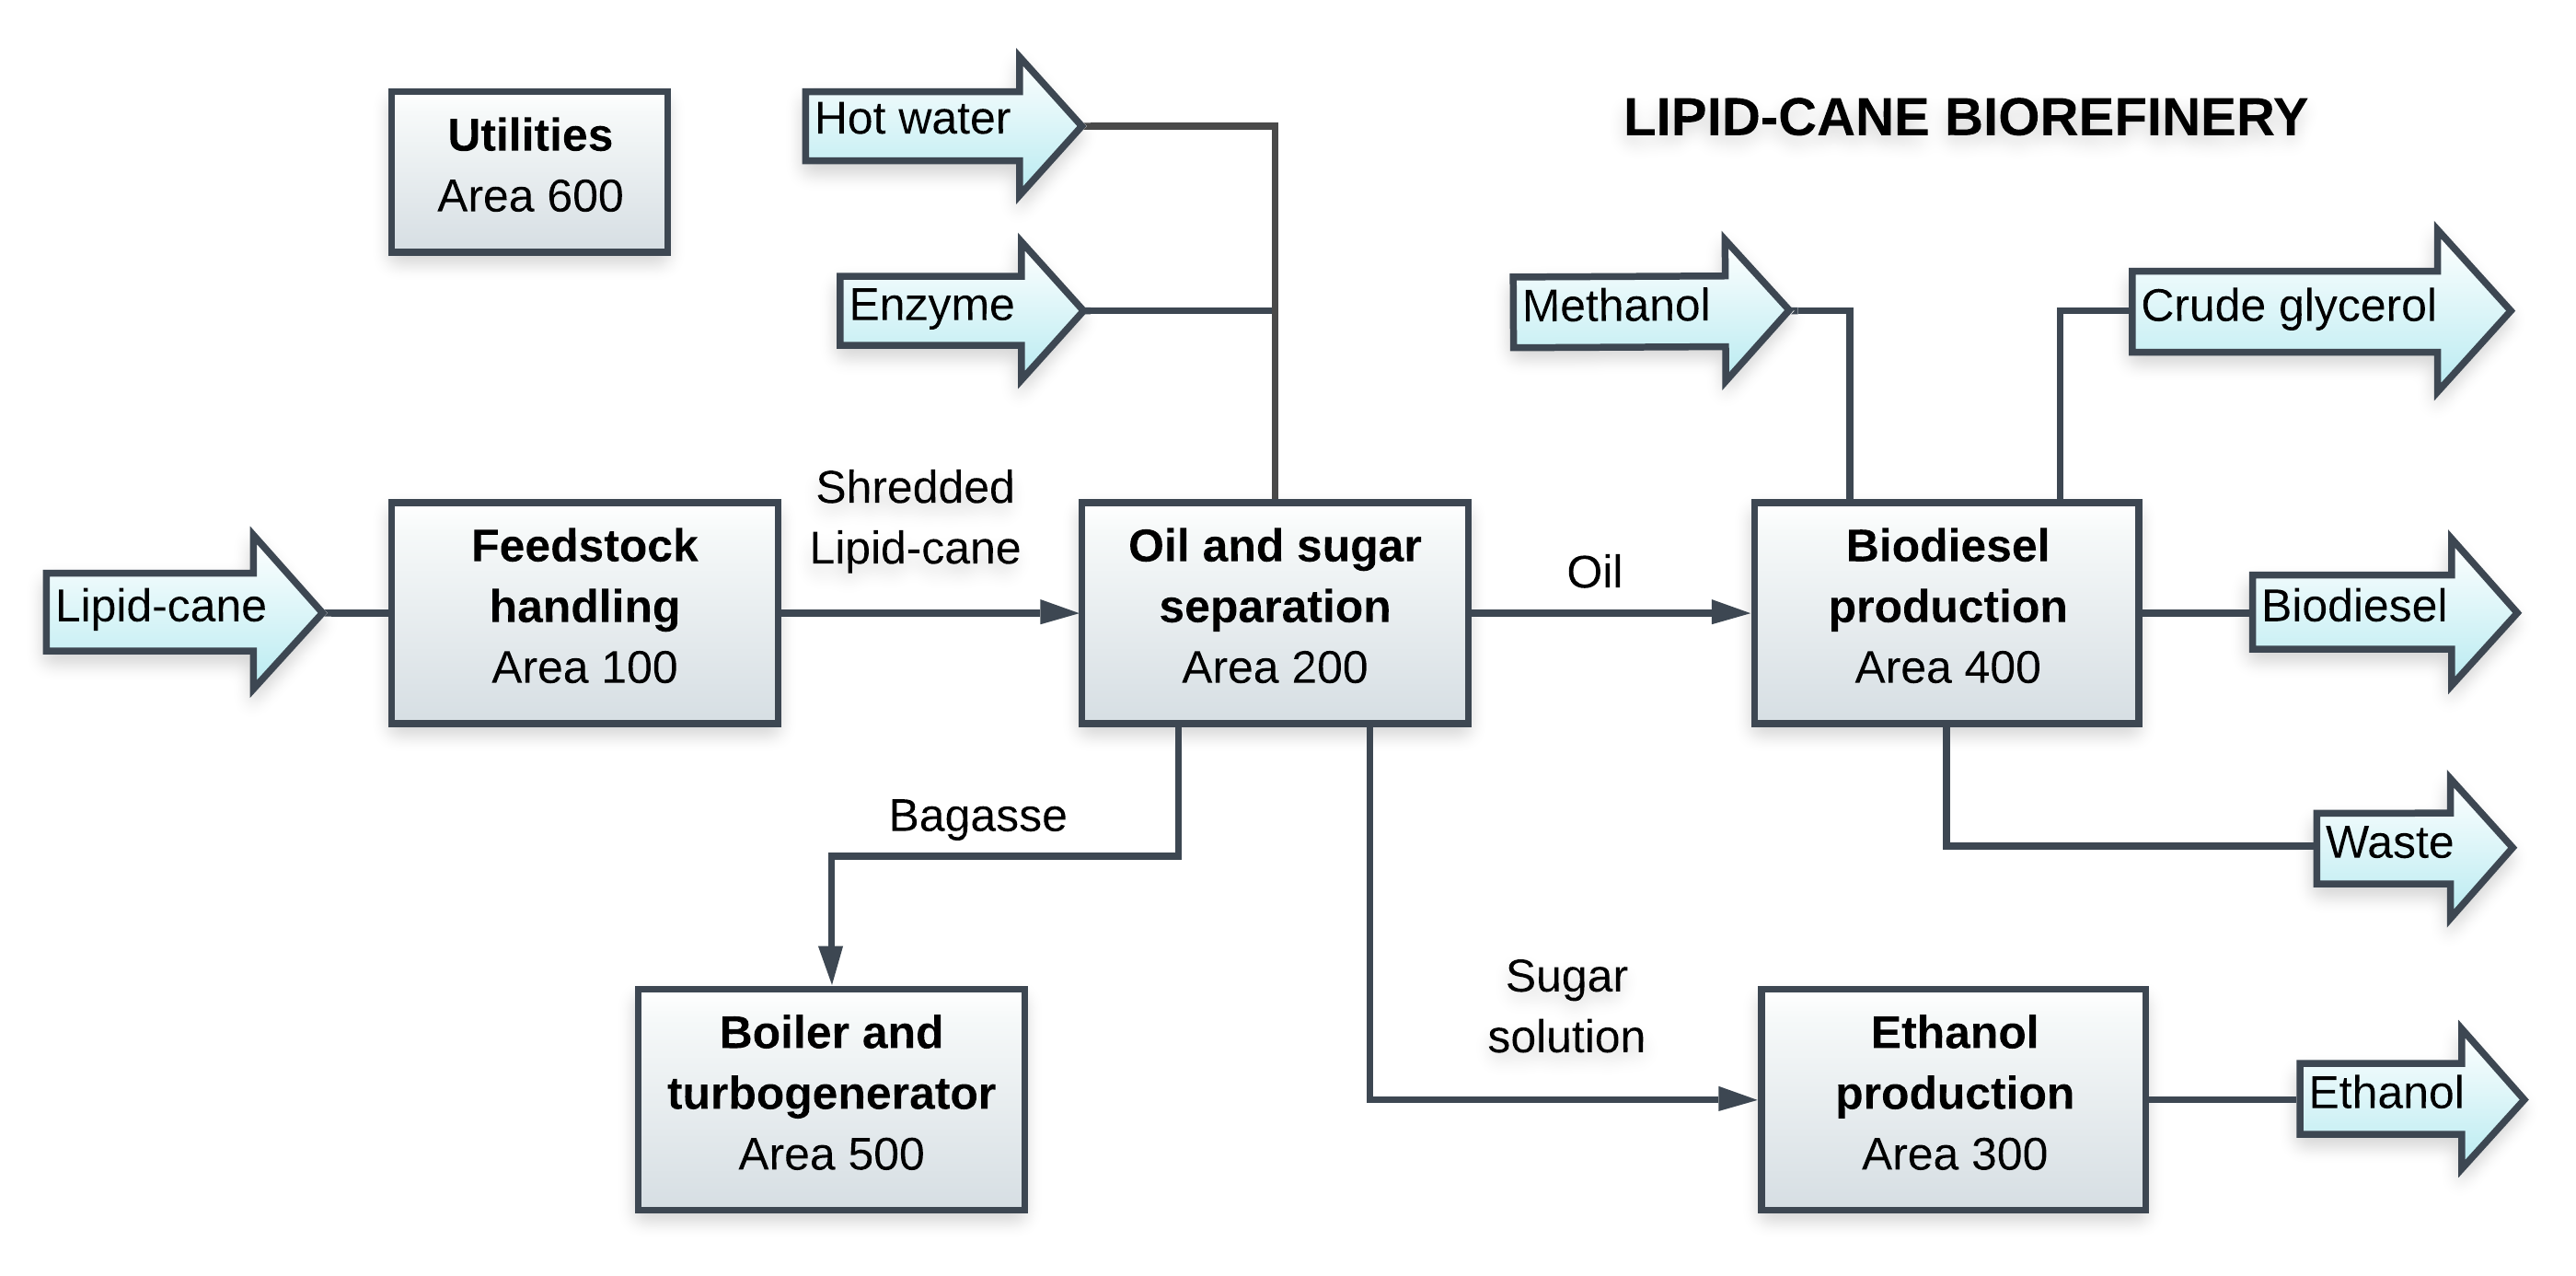 LIPID-CANE BIOREFINERY
Utilities
Area 600
Hot water
Enzyme
Methanol
Crude glycerol
Lipid-cane
Feedstock
handling
Area 100
Shredded
Lipid-cane
Oil and sugar
separation
Area 200
Oil
Biodiesel
production
Area 400
Biodiesel
Waste
Bagasse
Boiler and
turbogenerator
Area 500
Sugar
solution
Ethanol
production
Area 300
Ethanol